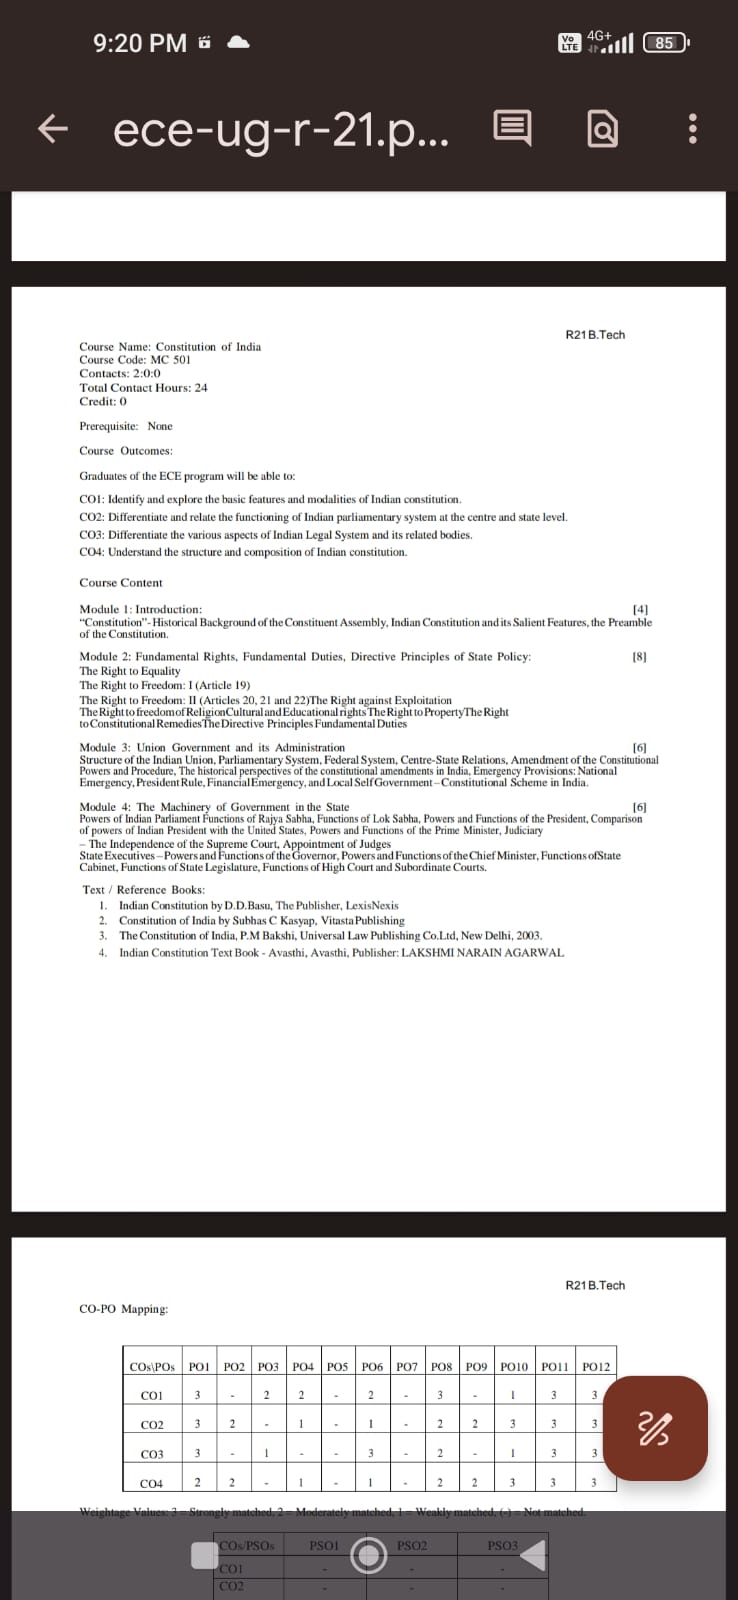 9:20 PM
Vo LTE 4G+ 85
ece-ug-r-21.p...
R21 B.Tech
Course Name: Constitution of India
Course Code: MC 501
Contacts: 2:0:0
Total Contact Hours: 24
Credit: 0
Prerequisite: None
Course Outcomes:
Graduates of the ECE program will be able to:
CO1: Identify and explore the basic features and modalities of Indian constitution.
CO2: Differentiate and relate the functioning of Indian parliamentary system at the centre and state level.
CO3: Differentiate the various aspects of Indian Legal System and its related bodies.
CO4: Understand the structure and composition of Indian constitution.
Course Content
Module 1: Introduction: [4]
“Constitution”- Historical Background of the Constituent Assembly, Indian Constitution and its Salient Features, the Preamble
of the Constitution.
Module 2: Fundamental Rights, Fundamental Duties, Directive Principles of State Policy: [8]
The Right to Equality
The Right to Freedom: I (Article 19)
The Right to Freedom: II (Articles 20, 21 and 22)The Right against Exploitation
The Right to freedom of Religion Cultural and Educational rights The Right to Property The Right
to Constitutional Remedies The Directive Principles Fundamental Duties
Module 3: Union Government and its Administration [6]
Structure of the Indian Union, Parliamentary System, Federal System, Centre-State Relations, Amendment of the Constitutional
Powers and Procedure, The historical perspectives of the constitutional amendments in India, Emergency Provisions: National
Emergency, President Rule, Financial Emergency, and Local Self Government – Constitutional Scheme in India.
Module 4: The Machinery of Government in the State [6]
Powers of Indian Parliament Functions of Rajya Sabha, Functions of Lok Sabha, Powers and Functions of the President, Comparison
of powers of Indian President with the United States, Powers and Functions of the Prime Minister, Judiciary
– The Independence of the Supreme Court, Appointment of Judges
State Executives – Powers and Functions of the Governor, Powers and Functions of the Chief Minister, Functions of State
Cabinet, Functions of State Legislature, Functions of High Court and Subordinate Courts.
Text / Reference Books:
1. Indian Constitution by D.D.Basu, The Publisher, LexisNexis
2. Constitution of India by Subhas C Kasyap, Vitasta Publishing
3. The Constitution of India, P.M Bakshi, Universal Law Publishing Co.Ltd, New Delhi, 2003.
4. Indian Constitution Text Book - Avasthi, Avasthi, Publisher: LAKSHMI NARAIN AGARWAL
R21 B.Tech
CO-PO Mapping:
COs\POs PO1 PO2 PO3 PO4 PO5 PO6 PO7 PO8 PO9 PO10 PO11 PO12
CO1 3 - 2 2 - 2 - 3 - 1 3 3
CO2 3 2 - 1 - 1 - 2 2 3 3 3
CO3 3 - 1 - - 3 - 2 - 1 3 3
CO4 2 2 - 1 - 1 - 2 2 3 3 3
Weightage Values: 3 = Strongly matched, 2 = Moderately matched, 1 = Weakly matched, (-) = Not matched.
COs/PSOs PSO1 PSO2 PSO3
CO1 - - -
CO2 - - -